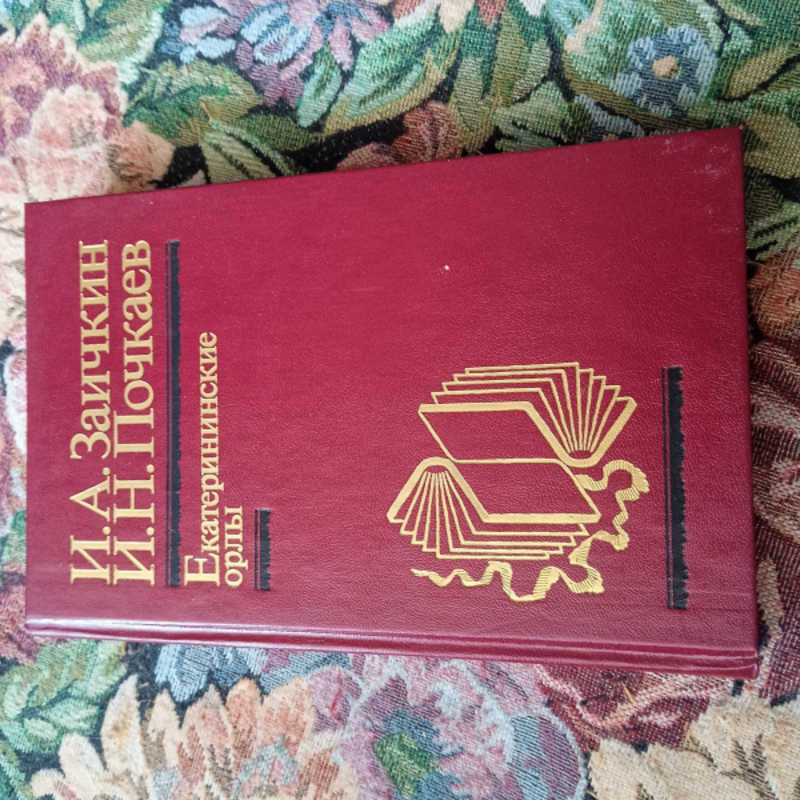 И.А.Заичкин
И.Н.Почкаев
Екатерининские
орлы